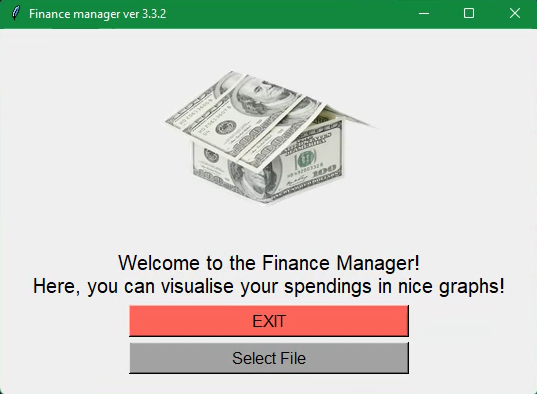 Finance manager ver 3.3.2
100
Welcome to the Finance Manager!
Here, you can visualise your spendings in nice graphs!
EXIT
Select File